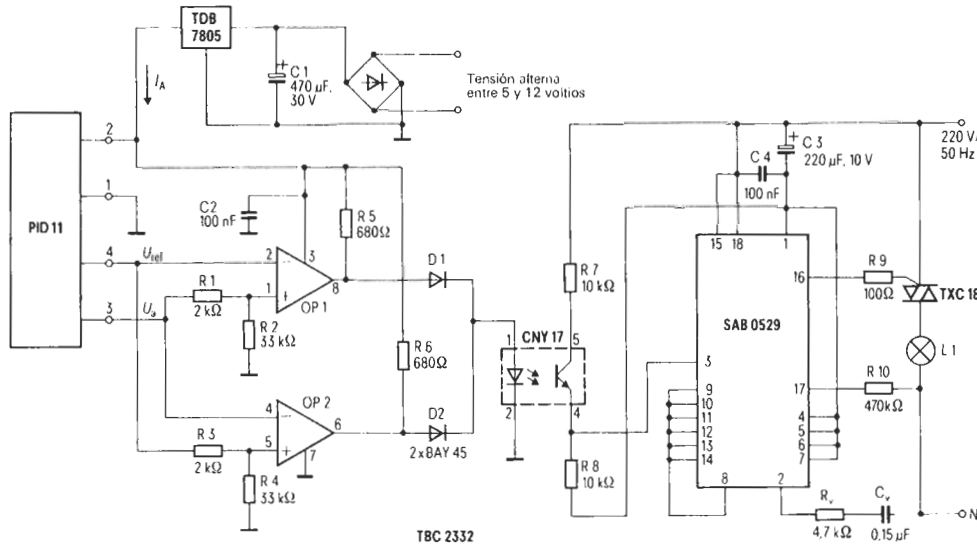 TDB
7805
I_A
C 1
470 µF,
30 V
Tensión alterna
entre 5 y 12 voltios
PID 11
2
1
4
3
U_ref
U_a
C2
100 nF
R 5
680Ω
3
2
1
8
OP 1
R 1
2 kΩ
R 2
33 kΩ
R 6
680Ω
D 1
D2
2x BAY 45
OP 2
4
5
6
7
R 3
2 kΩ
R 4
33 kΩ
CNY 17
1
2
5
4
R 7
10 kΩ
R 8
10 kΩ
C 4
100 nF
C 3
220 µF, 10 V
220 V/
50 Hz
15
18
1
16
SAB 0529
3
9
10
11
12
13
14
17
4
5
6
7
8
2
R 9
100Ω
TXC 18
L 1
R 10
470kΩ
R_v
4,7 kΩ
C_v
0,15 µF
N
TBC 2332